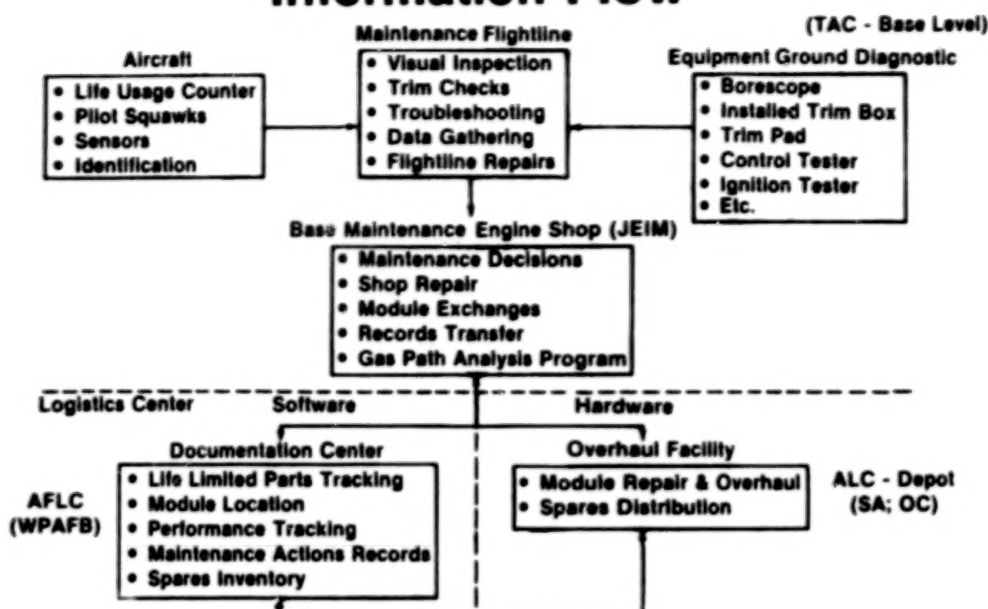 Information Flow
(TAC - Base Level)
Maintenance Flightline
Aircraft
Equipment Ground Diagnostic
• Life Usage Counter
• Pilot Squawks
• Sensors
• Identification
• Visual Inspection
• Trim Checks
• Troubleshooting
• Data Gathering
• Flightline Repairs
• Borescope
• Installed Trim Box
• Trim Pad
• Control Tester
• Ignition Tester
• Etc.
Base Maintenance Engine Shop (JEIM)
• Maintenance Decisions
• Shop Repair
• Module Exchanges
• Records Transfer
• Gas Path Analysis Program
Logistics Center
Software
Hardware
Documentation Center
Overhaul Facility
AFLC
(WPAFB)
• Life Limited Parts Tracking
• Module Location
• Performance Tracking
• Maintenance Actions Records
• Spares Inventory
• Module Repair & Overhaul
• Spares Distribution
ALC - Depot
(SA; OC)